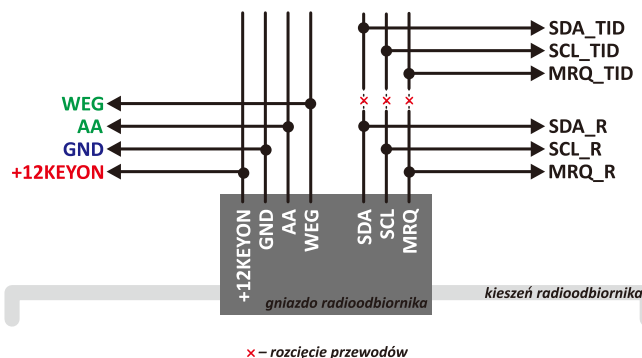 SDA_TID
SCL_TID
MRQ_TID
WEG
AA
GND
+12KEYON
SDA_R
SCL_R
MRQ_R
+12KEYON
GND
AA
WEG
SDA
SCL
MRQ
gniazdo radioodbiornika
kieszeń radioodbiornika
× – rozcięcie przewodów